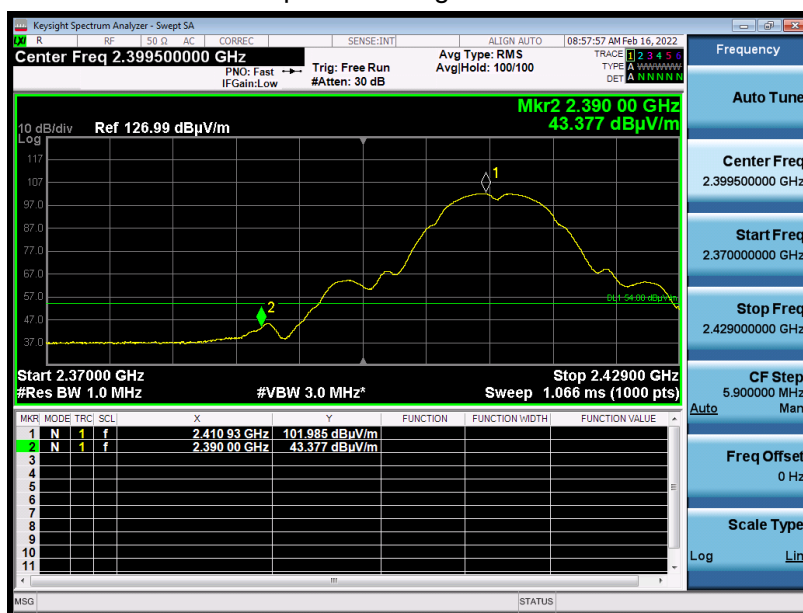 Keysight Spectrum Analyzer - Swept SA
LXI R RF 50 Ω AC CORREC SENSE:INT ALIGN AUTO 08:57:57 AM Feb 16, 2022
Center Freq 2.399500000 GHz
PNO: Fast
IFGain:Low
Trig: Free Run
#Atten: 30 dB
Avg Type: RMS
Avg|Hold: 100/100
TRACE 1 2 3 4 5 6
TYPE A WWWWW
DET A N N N N N
Mkr2 2.390 00 GHz
43.377 dBµV/m
10 dB/div Ref 126.99 dBµV/m
Log
117
107
97.0
87.0
77.0
67.0
57.0
47.0
37.0
1
2
DL1 54.00 dBµV/m
Start 2.37000 GHz Stop 2.42900 GHz
#Res BW 1.0 MHz #VBW 3.0 MHz* Sweep 1.066 ms (1000 pts)
MKR MODE TRC SCL X Y FUNCTION FUNCTION WIDTH FUNCTION VALUE
1 N 1 f 2.410 93 GHz 101.985 dBµV/m
2 N 1 f 2.390 00 GHz 43.377 dBµV/m
3
4
5
6
7
8
9
10
11
MSG STATUS
Frequency
Auto Tune
Center Freq
2.399500000 GHz
Start Freq
2.370000000 GHz
Stop Freq
2.429000000 GHz
CF Step
5.900000 MHz
Auto Man
Freq Offset
0 Hz
Scale Type
Log Lin